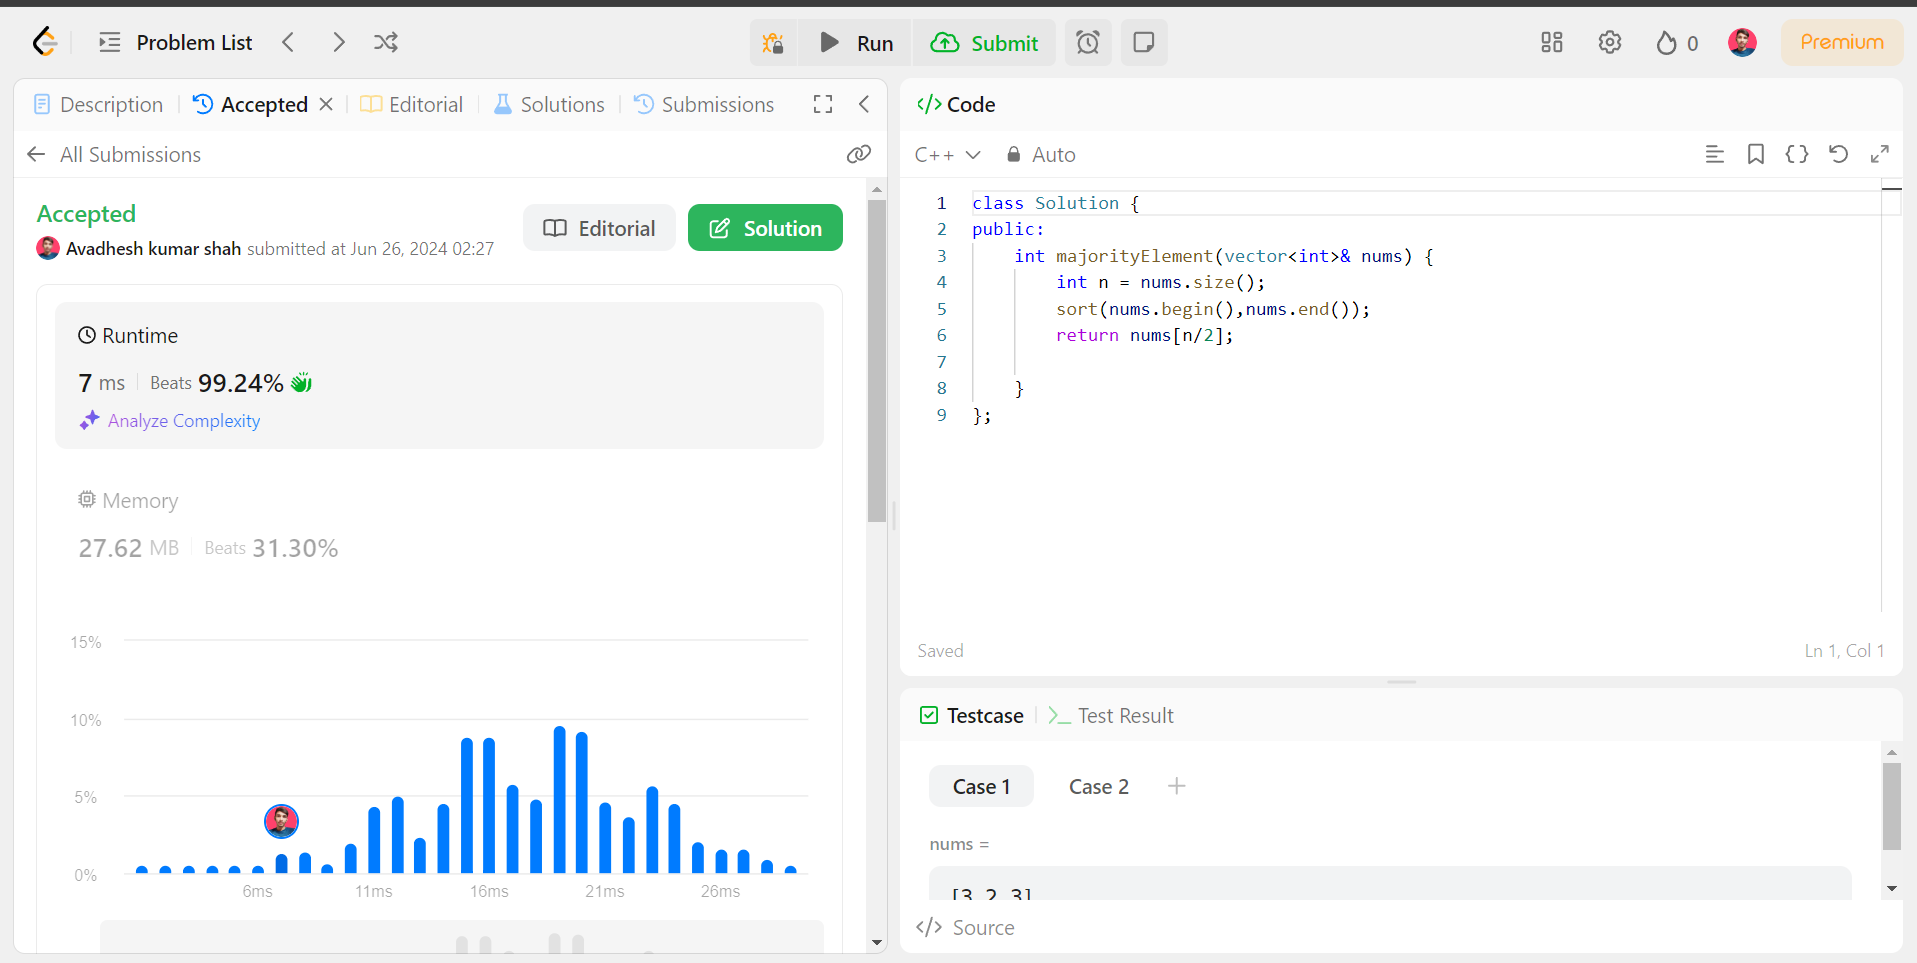 Problem List
Run
Submit
0
Premium
Description
Accepted
Editorial
Solutions
Submissions
All Submissions
Accepted
Avadhesh kumar shah submitted at Jun 26, 2024 02:27
Editorial
Solution
Runtime
7 ms
Beats 99.24%
Analyze Complexity
Memory
27.62 MB
Beats 31.30%
15%
10%
5%
0%
6ms
11ms
16ms
21ms
26ms
</> Code
C++
Auto
1 class Solution {
2 public:
3     int majorityElement(vector<int>& nums) {
4         int n = nums.size();
5         sort(nums.begin(),nums.end());
6         return nums[n/2];
7
8     }
9 };
Saved
Ln 1, Col 1
Testcase
Test Result
Case 1
Case 2
nums =
[3,2,3]
</> Source